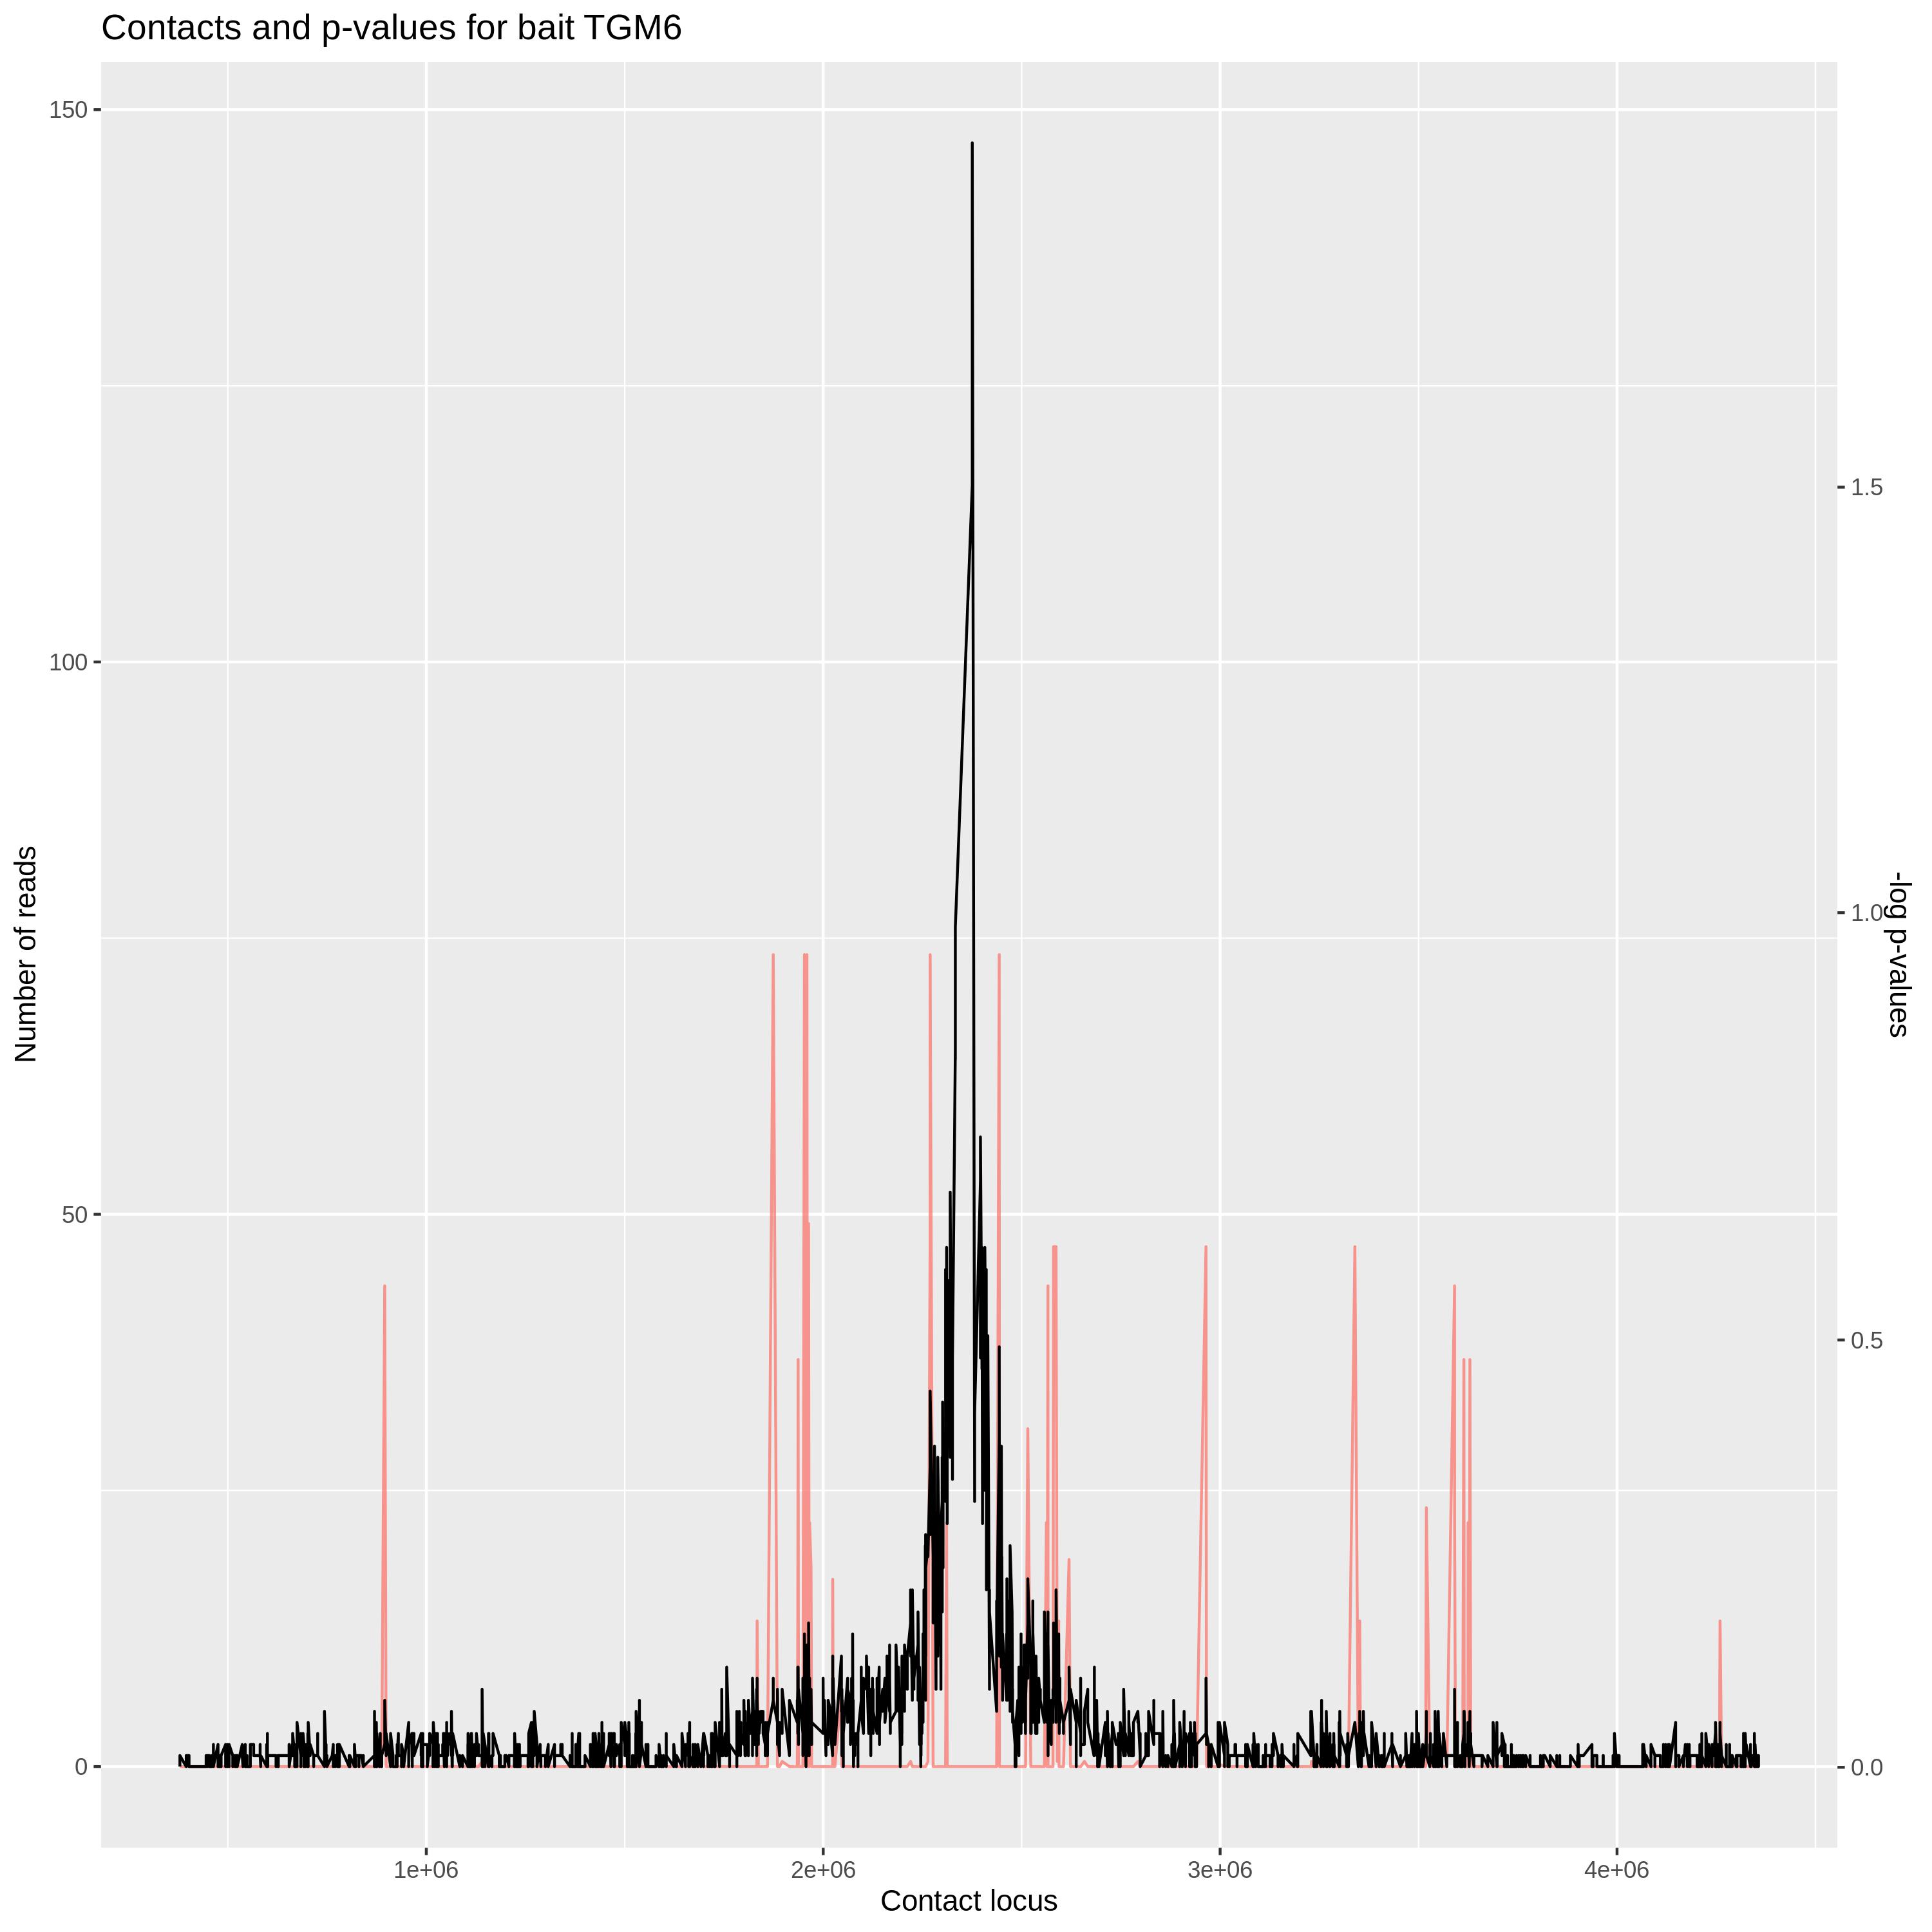 Contacts and p-values for bait TGM6
150
100
50
0
Number of reads
1.5
1.0
0.5
0.0
-log p-values
1e+06
2e+06
3e+06
4e+06
Contact locus